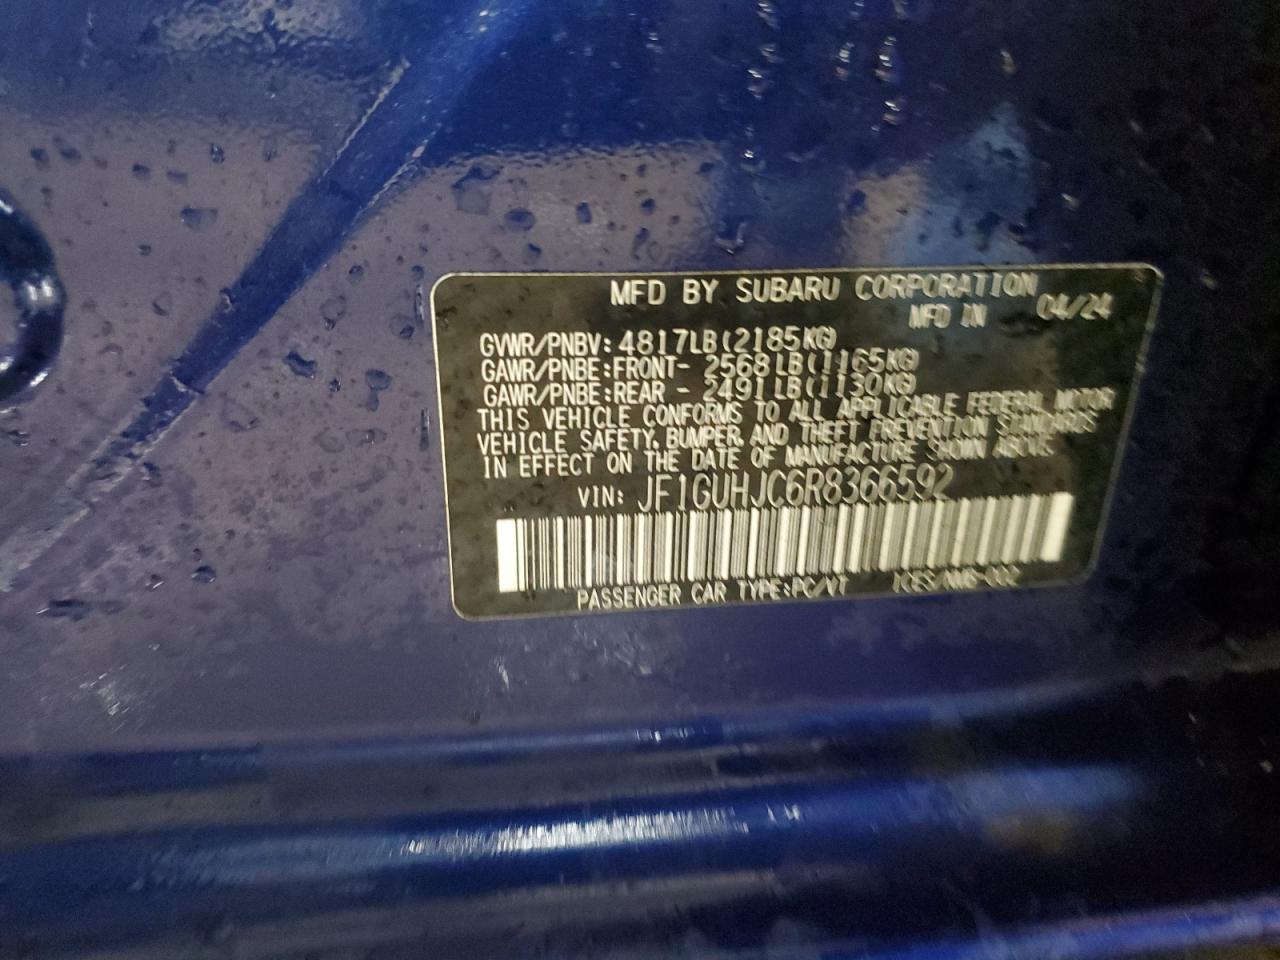 MFD BY SUBARU CORPORATION
MFD IN 04/24
GVWR/PNBV: 4817LB(2185KG)
GAWR/PNBE:FRONT- 2568LB(1165KG)
GAWR/PNBE:REAR - 2491LB(1130KG)
THIS VEHICLE CONFORMS TO ALL APPLICABLE FEDERAL MOTOR
VEHICLE SAFETY, BUMPER, AND THEFT PREVENTION STANDARDS
IN EFFECT ON THE DATE OF MANUFACTURE SHOWN ABOVE
VIN: JF1GUHJC6R8366592
PASSENGER CAR TYPE:PC/VT